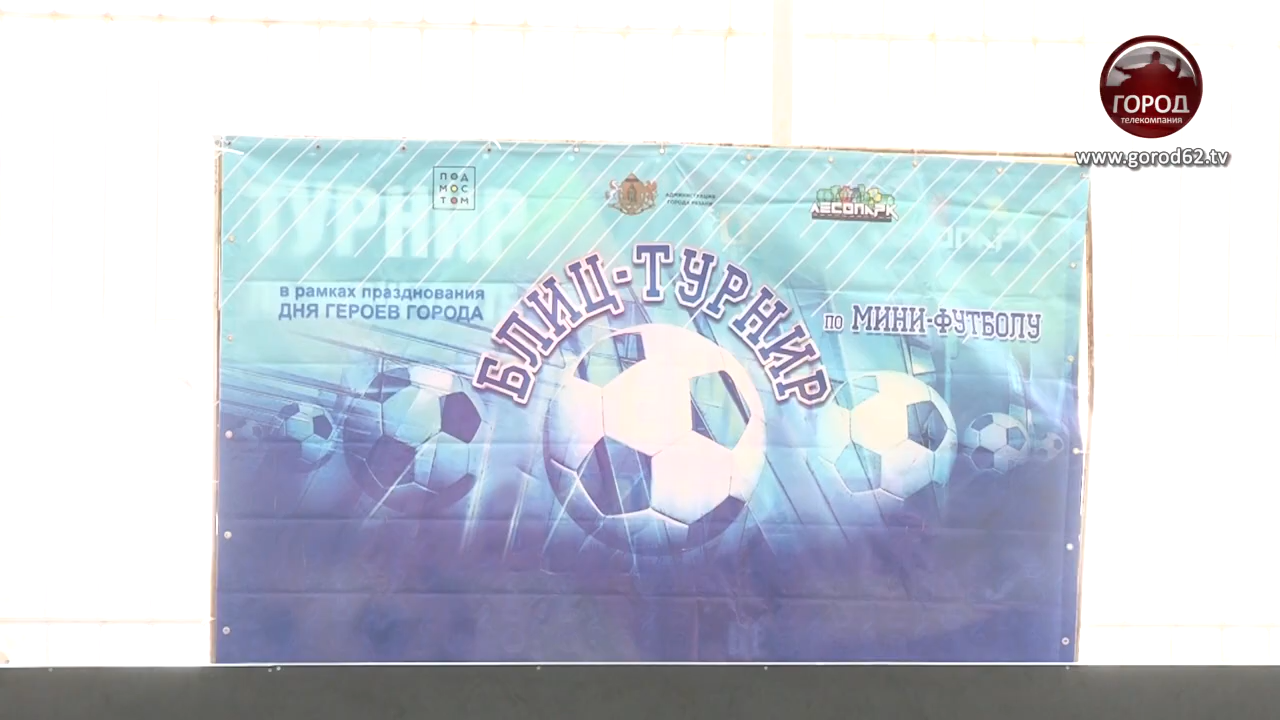 ГОРОД
телекомпания
www.gorod62.tv
ПОД
МОС
ТОМ
АДМИНИСТРАЦИЯ
ГОРОДА РЯЗАНИ
ЛЕСОПАРК
ТУРНИР
в рамках празднования
ДНЯ ГЕРОЕВ ГОРОДА
БЛИЦ-ТУРНИР
по МИНИ-ФУТБОЛУ